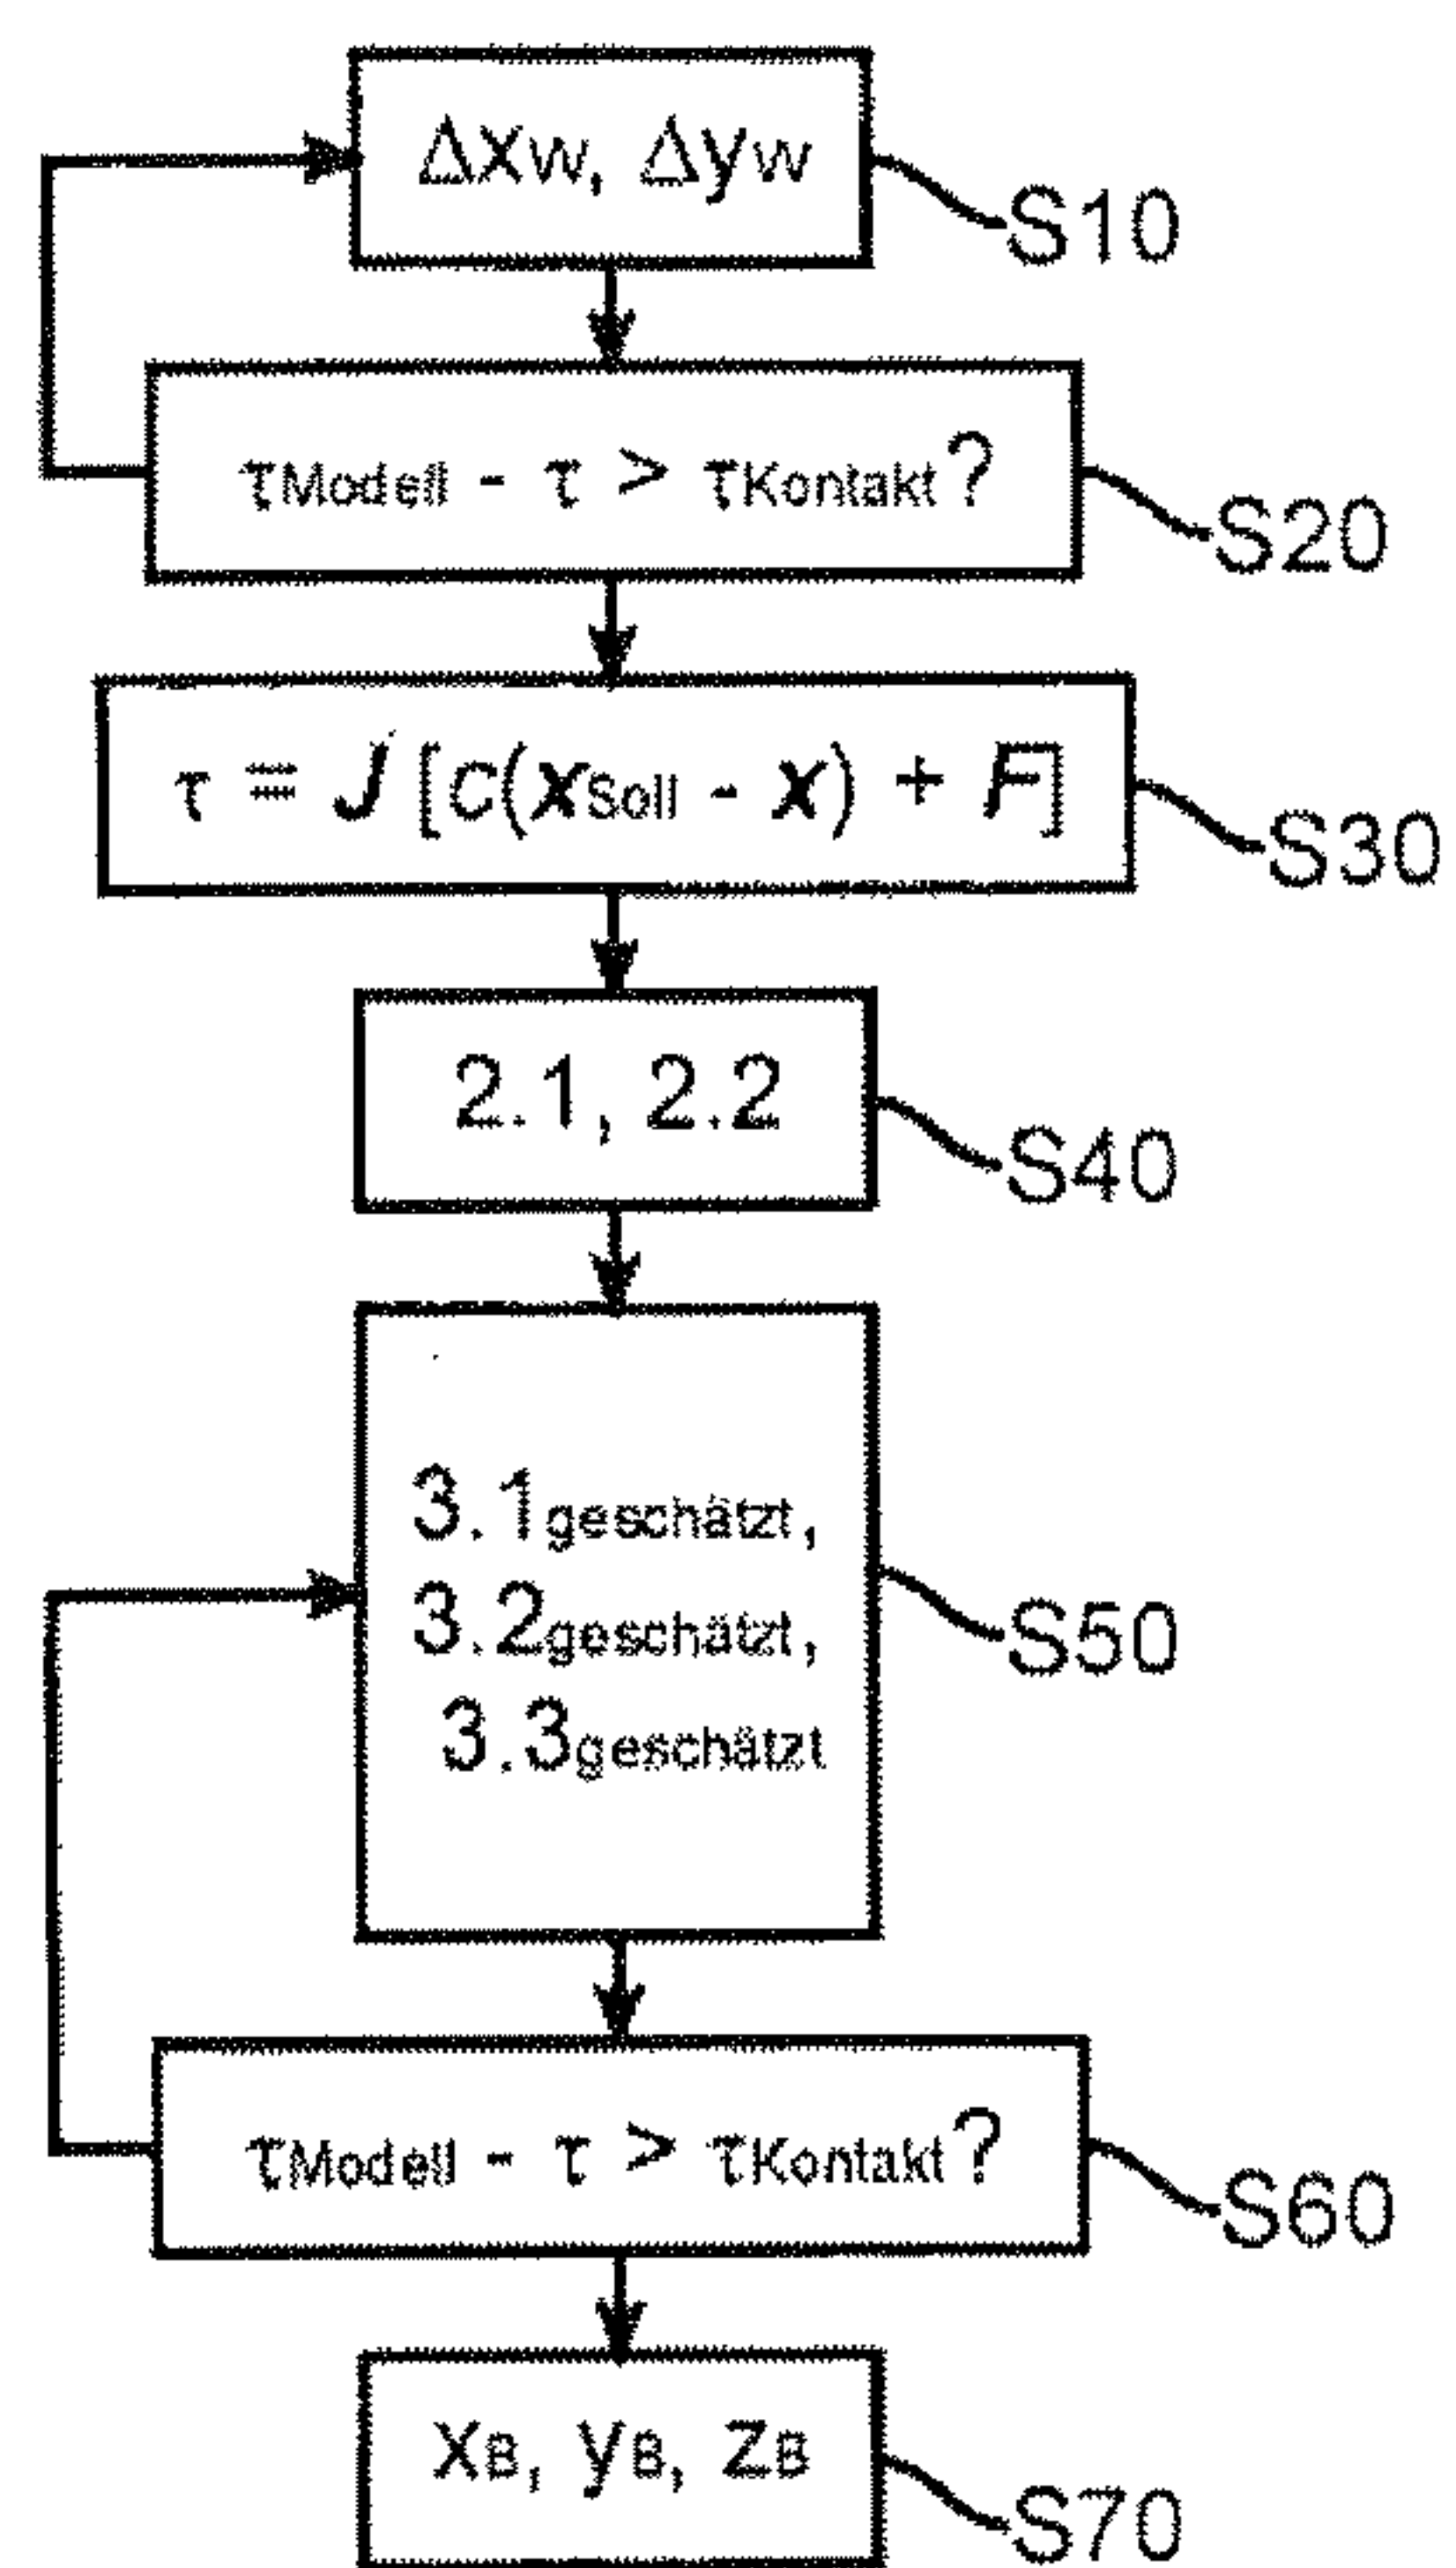 Δxw, Δyw
S10
τModell - τ > τKontakt?
S20
τ = J [c(xSoll - x) + F]
S30
2.1, 2.2
S40
3.1geschätzt,
3.2geschätzt,
3.3geschätzt
S50
τModell - τ > τKontakt?
S60
xB, yB, zB
S70